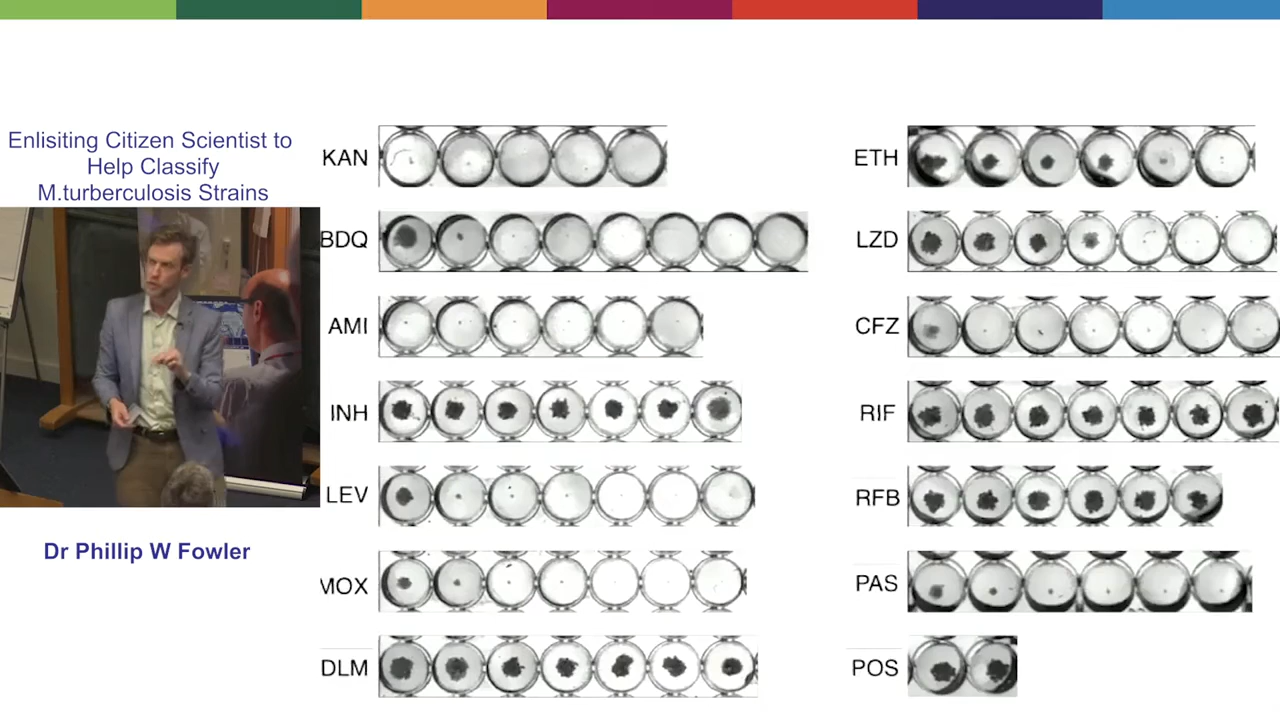 Enlisiting Citizen Scientist to
Help Classify
M.turberculosis Strains
Dr Phillip W Fowler
KAN
BDQ
AMI
INH
LEV
MOX
DLM
ETH
LZD
CFZ
RIF
RFB
PAS
POS